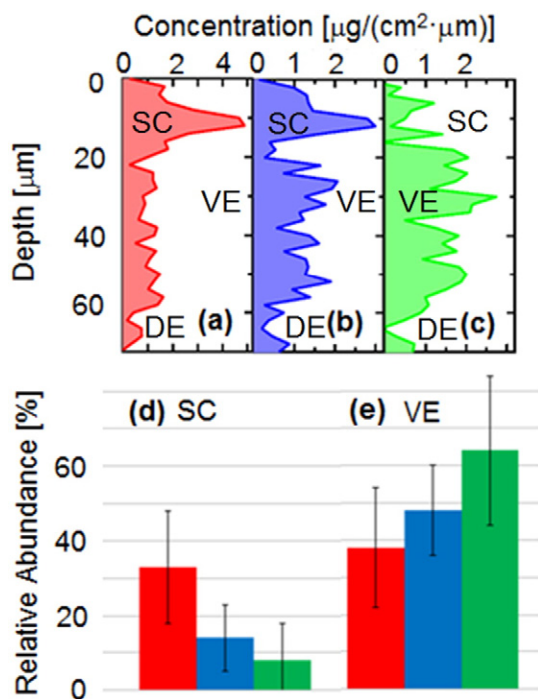 Concentration [µg/(cm²·µm)]
0 2 4 0 1 2 0 1 2
0
20
40
60
Depth [µm]
SC SC SC
VE VE VE
DE (a) DE (b) DE (c)
(d) SC (e) VE
Relative Abundance [%]
60
40
20
0